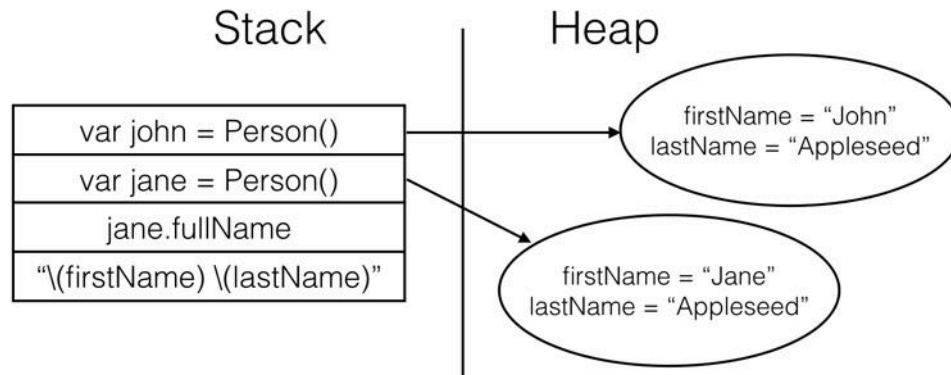 Stack
Heap
var john = Person()
var jane = Person()
jane.fullName
“\(firstName) \(lastName)”
firstName = “John”
lastName = “Appleseed”
firstName = “Jane”
lastName = “Appleseed”